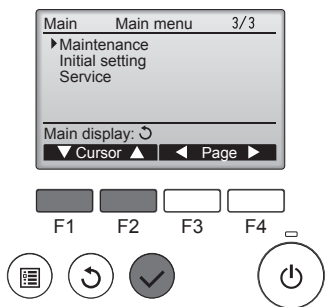 Main Main menu 3/3
Maintenance
Initial setting
Service
Main display:
Cursor Page
F1 F2 F3 F4